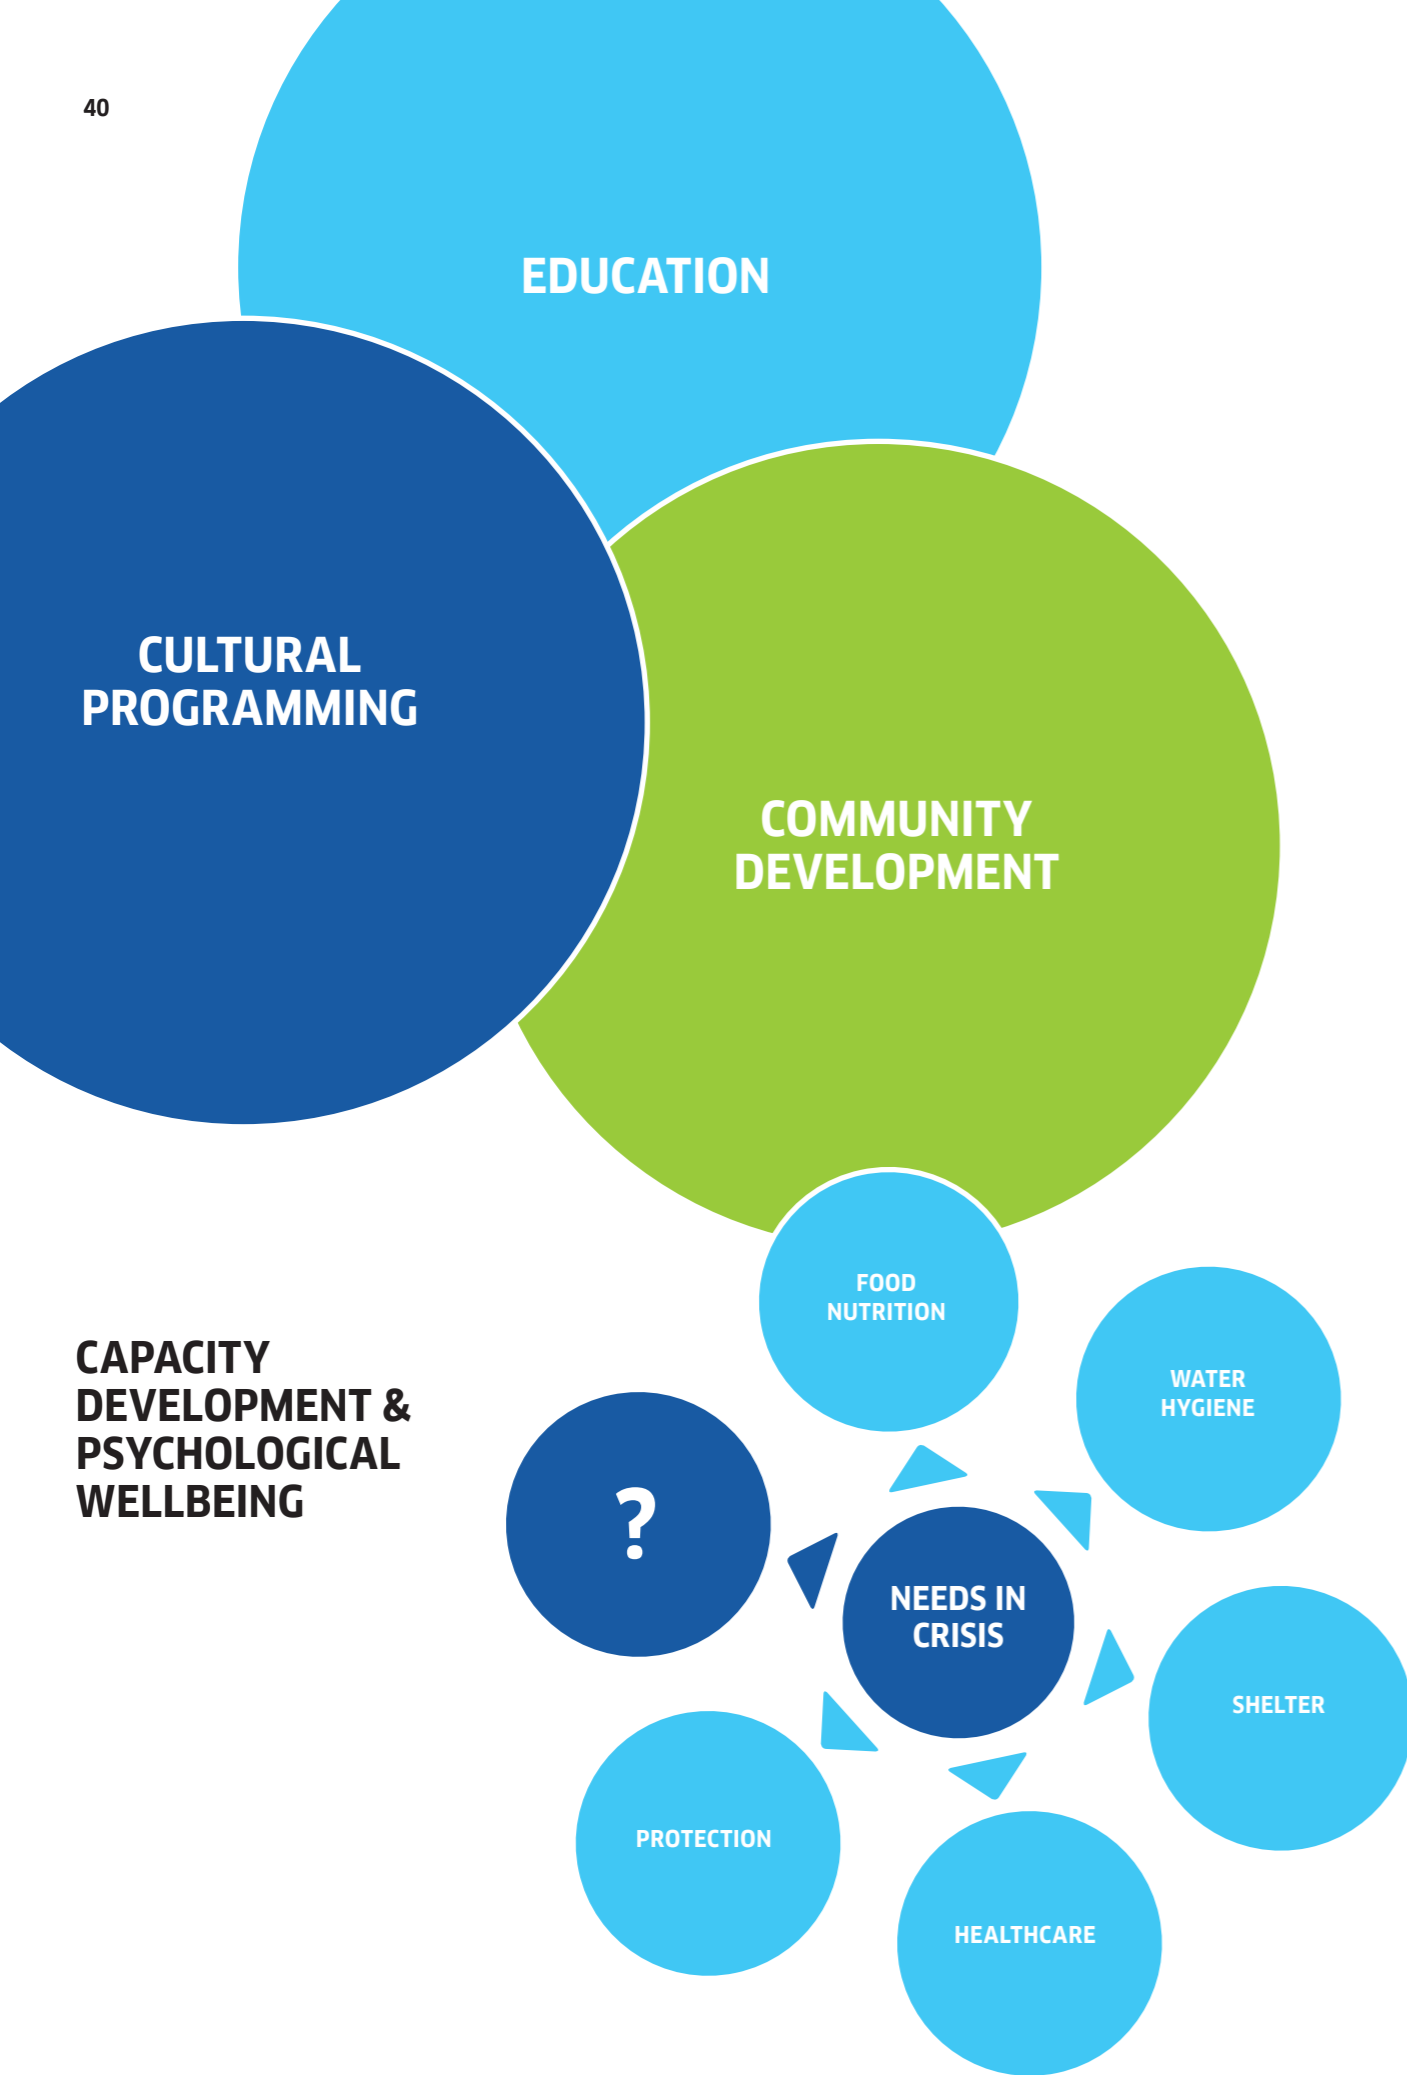 40
EDUCATION
CULTURAL
PROGRAMMING
COMMUNITY
DEVELOPMENT
CAPACITY
DEVELOPMENT &
PSYCHOLOGICAL
WELLBEING
FOOD
NUTRITION
WATER
HYGIENE
?
NEEDS IN
CRISIS
SHELTER
PROTECTION
HEALTHCARE